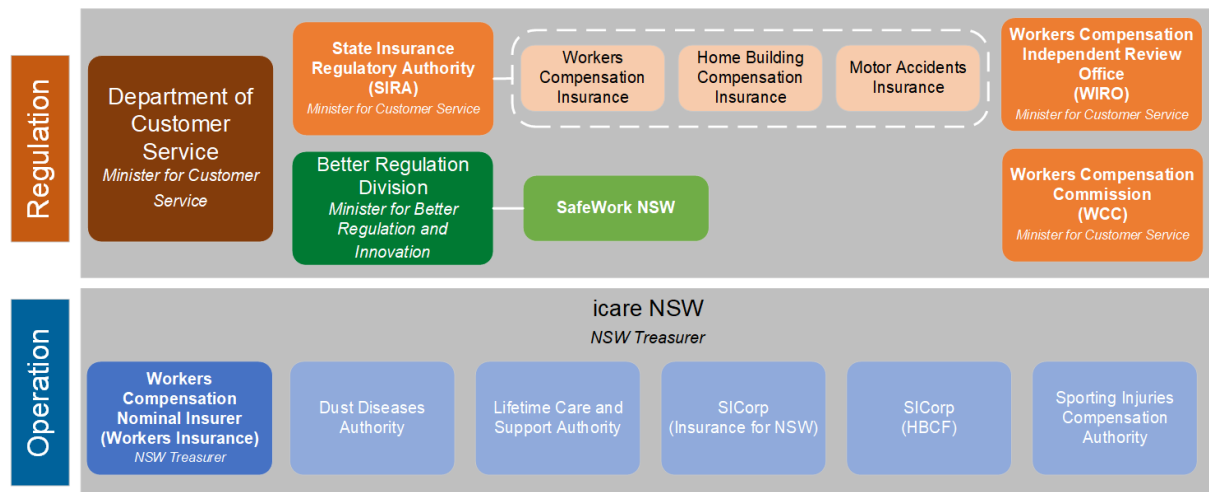 Regulation
Department of
Customer
Service
Minister for Customer
Service
State Insurance
Regulatory Authority
(SIRA)
Minister for Customer Service
Workers
Compensation
Insurance
Home Building
Compensation
Insurance
Motor Accidents
Insurance
Workers Compensation
Independent Review
Office
(WIRO)
Minister for Customer Service
Better Regulation
Division
Minister for Better
Regulation and
Innovation
SafeWork NSW
Workers Compensation
Commission
(WCC)
Minister for Customer Service
Operation
icare NSW
NSW Treasurer
Workers
Compensation
Nominal Insurer
(Workers Insurance)
NSW Treasurer
Dust Diseases
Authority
Lifetime Care and
Support Authority
SICorp
(Insurance for NSW)
SICorp
(HBCF)
Sporting Injuries
Compensation
Authority